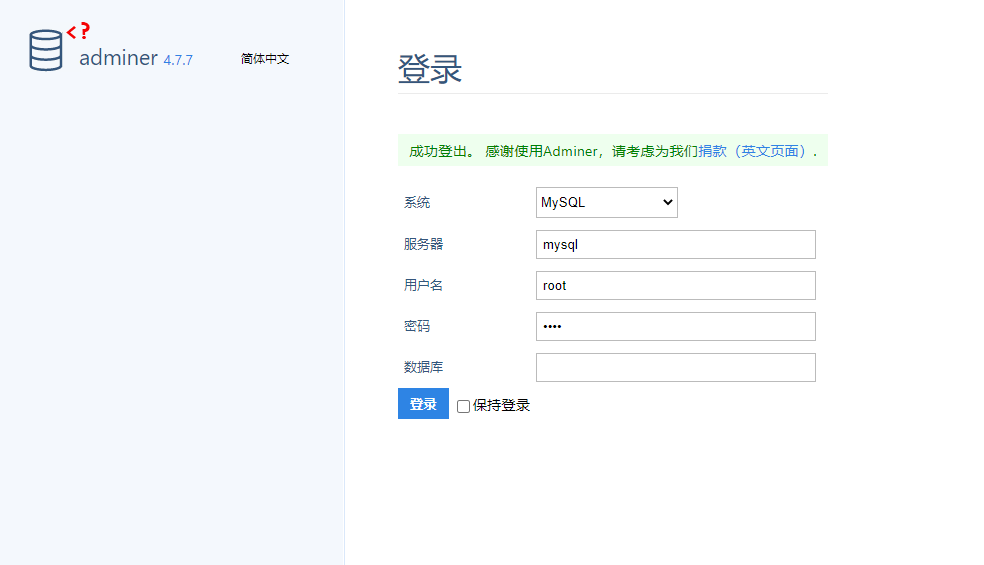 <?
adminer 4.7.7 简体中文
登录
成功登出。 感谢使用Adminer，请考虑为我们捐款（英文页面）.
系统 MySQL
服务器 mysql
用户名 root
密码 ••••
数据库
登录 保持登录